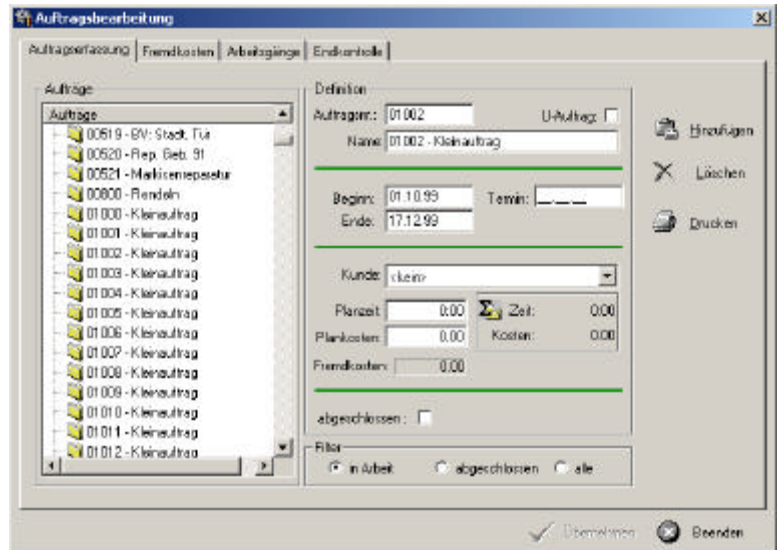 Auftragsbearbeitung
Auftragserfassung Fremdkosten Arbeitsgänge Endkontrolle
Aufträge
Aufträge
00519 - BV: Stadt, Tür
00520 - Rep. Geb. 91
00521 - Markisenreparatur
00800 - Rondeln
01000 - Kleinauftrag
01001 - Kleinauftrag
01002 - Kleinauftrag
01003 - Kleinauftrag
01004 - Kleinauftrag
01005 - Kleinauftrag
01006 - Kleinauftrag
01007 - Kleinauftrag
01008 - Kleinauftrag
01009 - Kleinauftrag
01010 - Kleinauftrag
01011 - Kleinauftrag
01012 - Kleinauftrag
Definition
Auftragsnr.: 01002 U-Auftrag:
Name: 01002 - Kleinauftrag
Beginn: 01.10.99 Termin: __.__.__
Ende: 17.12.99
Kunde: <kein>
Planzeit: 0:00 Zeit: 0:00
Plankosten: 0.00 Kosten: 0.00
Fremdkosten: 0,00
abgeschlossen :
Filter
in Arbeit abgeschlossen alle
Hinzufügen
Löschen
Drucken
Übernehmen Beenden